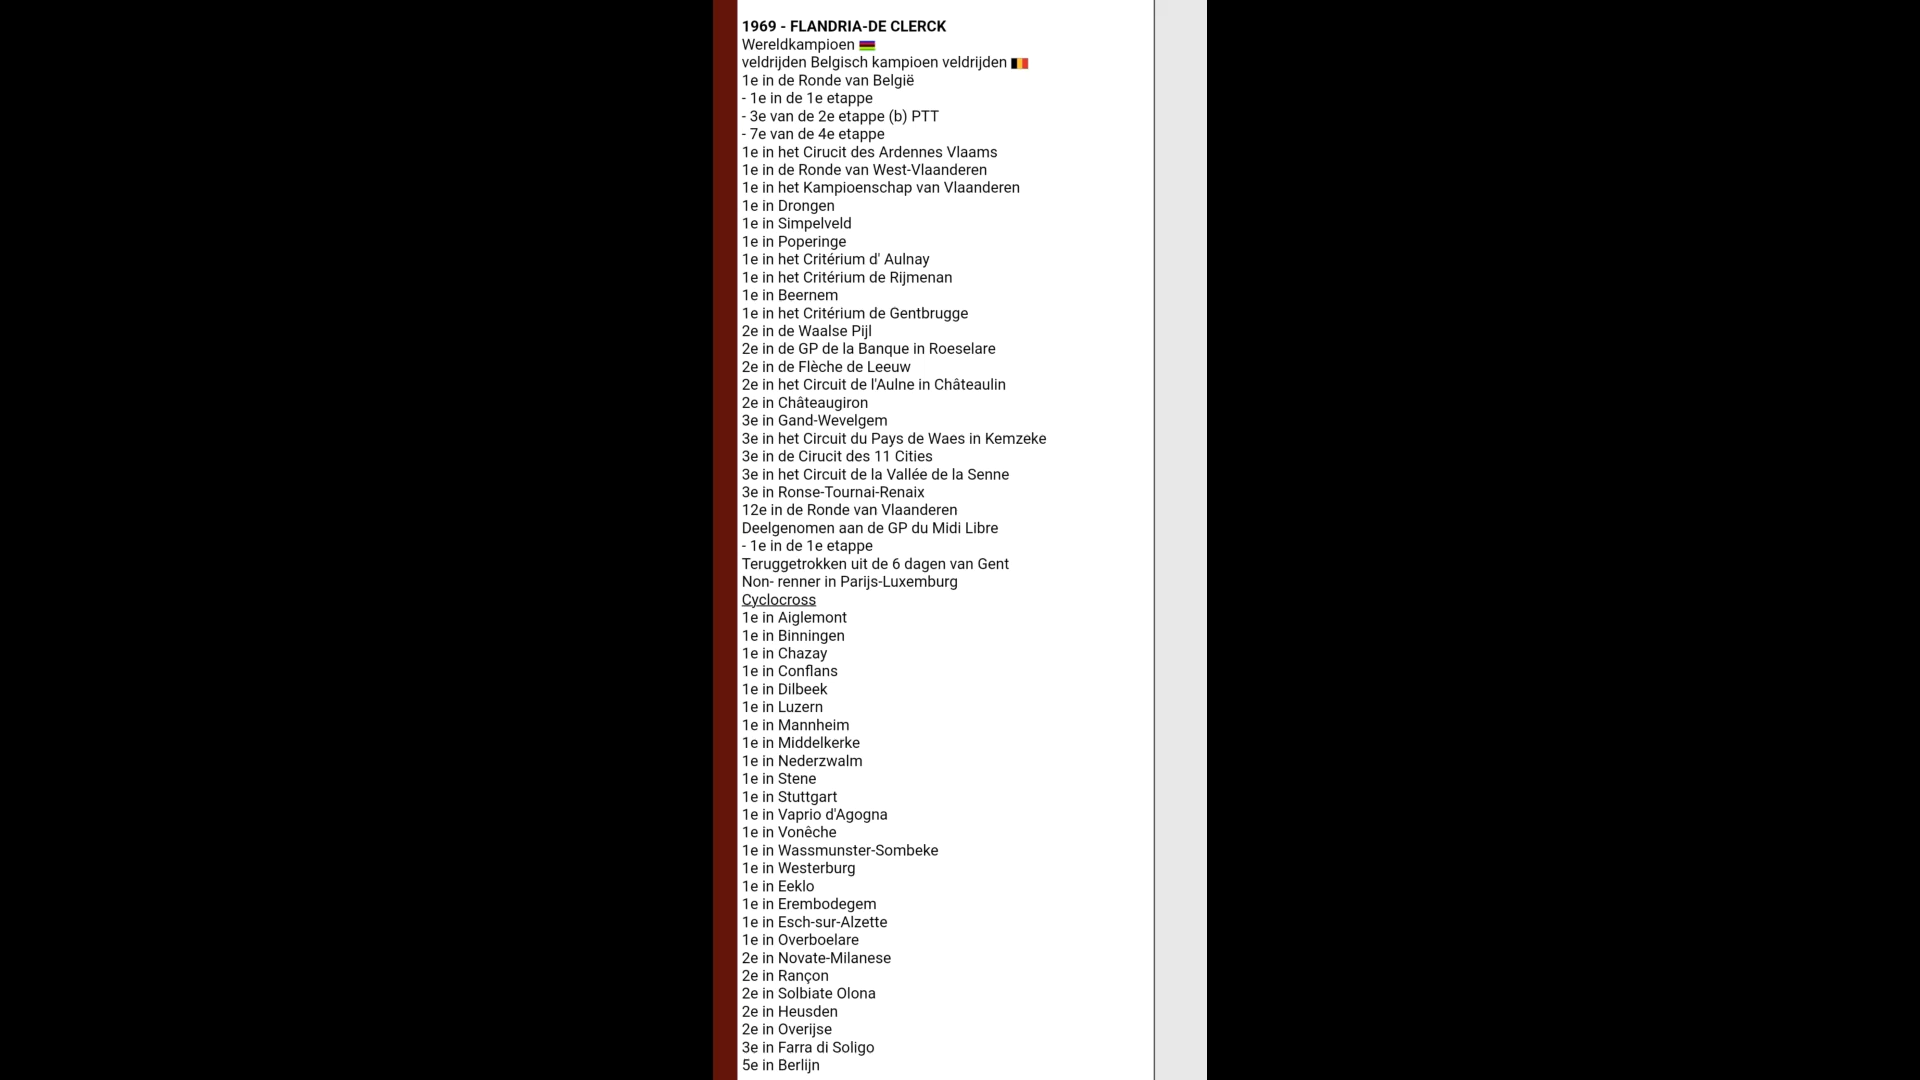 1969 - FLANDRIA-DE CLERCK
Wereldkampioen
veldrijden Belgisch kampioen veldrijden
1e in de Ronde van België
- 1e in de 1e etappe
- 3e van de 2e etappe (b) PTT
- 7e van de 4e etappe
1e in het Cirucit des Ardennes Vlaams
1e in de Ronde van West-Vlaanderen
1e in het Kampioenschap van Vlaanderen
1e in Drongen
1e in Simpelveld
1e in Poperinge
1e in het Critérium d' Aulnay
1e in het Critérium de Rijmenan
1e in Beernem
1e in het Critérium de Gentbrugge
2e in de Waalse Pijl
2e in de GP de la Banque in Roeselare
2e in de Flèche de Leeuw
2e in het Circuit de l'Aulne in Châteaulin
2e in Châteaugiron
3e in Gand-Wevelgem
3e in het Circuit du Pays de Waes in Kemzeke
3e in de Cirucit des 11 Cities
3e in het Circuit de la Vallée de la Senne
3e in Ronse-Tournai-Renaix
12e in de Ronde van Vlaanderen
Deelgenomen aan de GP du Midi Libre
- 1e in de 1e etappe
Teruggetrokken uit de 6 dagen van Gent
Non- renner in Parijs-Luxemburg
Cyclocross
1e in Aiglemont
1e in Binningen
1e in Chazay
1e in Conflans
1e in Dilbeek
1e in Luzern
1e in Mannheim
1e in Middelkerke
1e in Nederzwalm
1e in Stene
1e in Stuttgart
1e in Vaprio d'Agogna
1e in Vonêche
1e in Wassmunster-Sombeke
1e in Westerburg
1e in Eeklo
1e in Erembodegem
1e in Esch-sur-Alzette
1e in Overboelare
2e in Novate-Milanese
2e in Rançon
2e in Solbiate Olona
2e in Heusden
2e in Overijse
3e in Farra di Soligo
5e in Berlijn